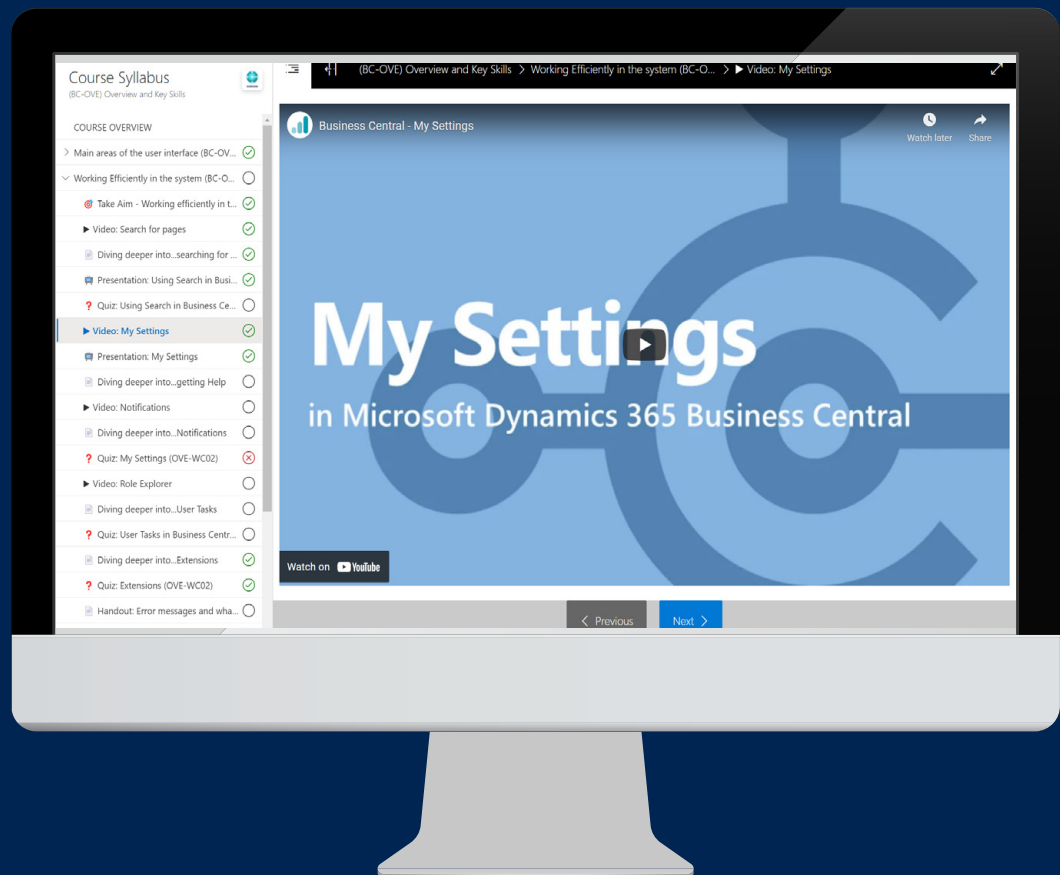 Course Syllabus
(BC-OVE) Overview and Key Skills
COURSE OVERVIEW
Main areas of the user interface (BC-OV...
Working Efficiently in the system (BC-O...
Take Aim - Working efficiently in t...
Video: Search for pages
Diving deeper into...searching for ...
Presentation: Using Search in Busi...
Quiz: Using Search in Business Ce...
Video: My Settings
Presentation: My Settings
Diving deeper into...getting Help
Video: Notifications
Diving deeper into...Notifications
Quiz: My Settings (OVE-WC02)
Video: Role Explorer
Diving deeper into...User Tasks
Quiz: User Tasks in Business Centr...
Diving deeper into...Extensions
Quiz: Extensions (OVE-WC02)
Handout: Error messages and wha...
(BC-OVE) Overview and Key Skills > Working Efficiently in the system (BC-O... > ▶ Video: My Settings
Business Central - My Settings
Watch later
Share
My Settings
in Microsoft Dynamics 365 Business Central
Watch on YouTube
< Previous
Next >